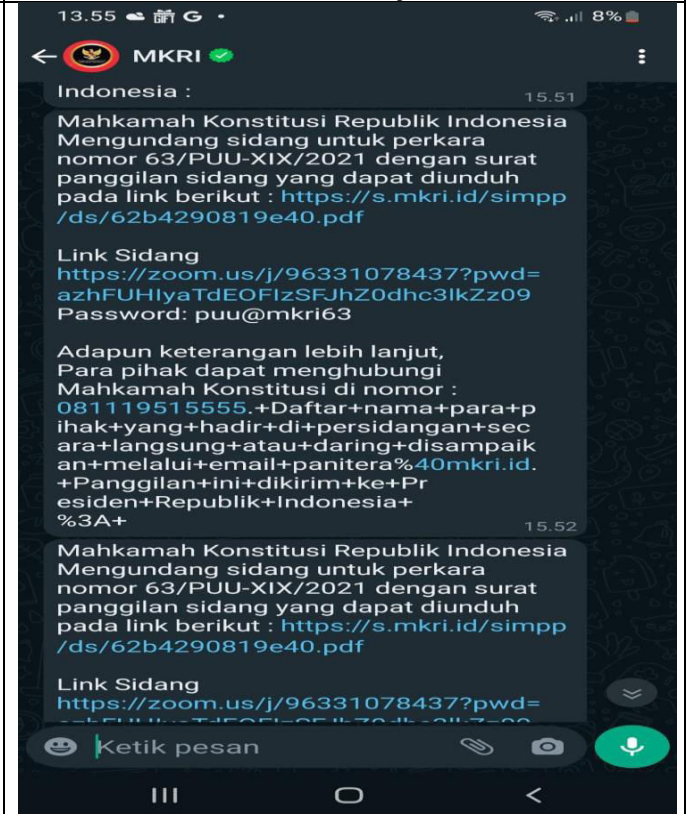 13.55 G •
8%
MKRI
Indonesia :
15.51
Mahkamah Konstitusi Republik Indonesia
Mengundang sidang untuk perkara
nomor 63/PUU-XIX/2021 dengan surat
panggilan sidang yang dapat diunduh
pada link berikut : https://s.mkri.id/simpp
/ds/62b4290819e40.pdf
Link Sidang
https://zoom.us/j/96331078437?pwd=
azhFUHIyaTdEOFIzSFJhZ0dhc3lkZz09
Password: puu@mkri63
Adapun keterangan lebih lanjut,
Para pihak dapat menghubungi
Mahkamah Konstitusi di nomor :
081119515555.+Daftar+nama+para+p
ihak+yang+hadir+di+persidangan+sec
ara+langsung+atau+daring+disampaik
an+melalui+email+panitera%40mkri.id.
+Panggilan+ini+dikirim+ke+Pr
esiden+Republik+Indonesia+
%3A+
15.52
Mahkamah Konstitusi Republik Indonesia
Mengundang sidang untuk perkara
nomor 63/PUU-XIX/2021 dengan surat
panggilan sidang yang dapat diunduh
pada link berikut : https://s.mkri.id/simpp
/ds/62b4290819e40.pdf
Link Sidang
https://zoom.us/j/96331078437?pwd=
Ketik pesan